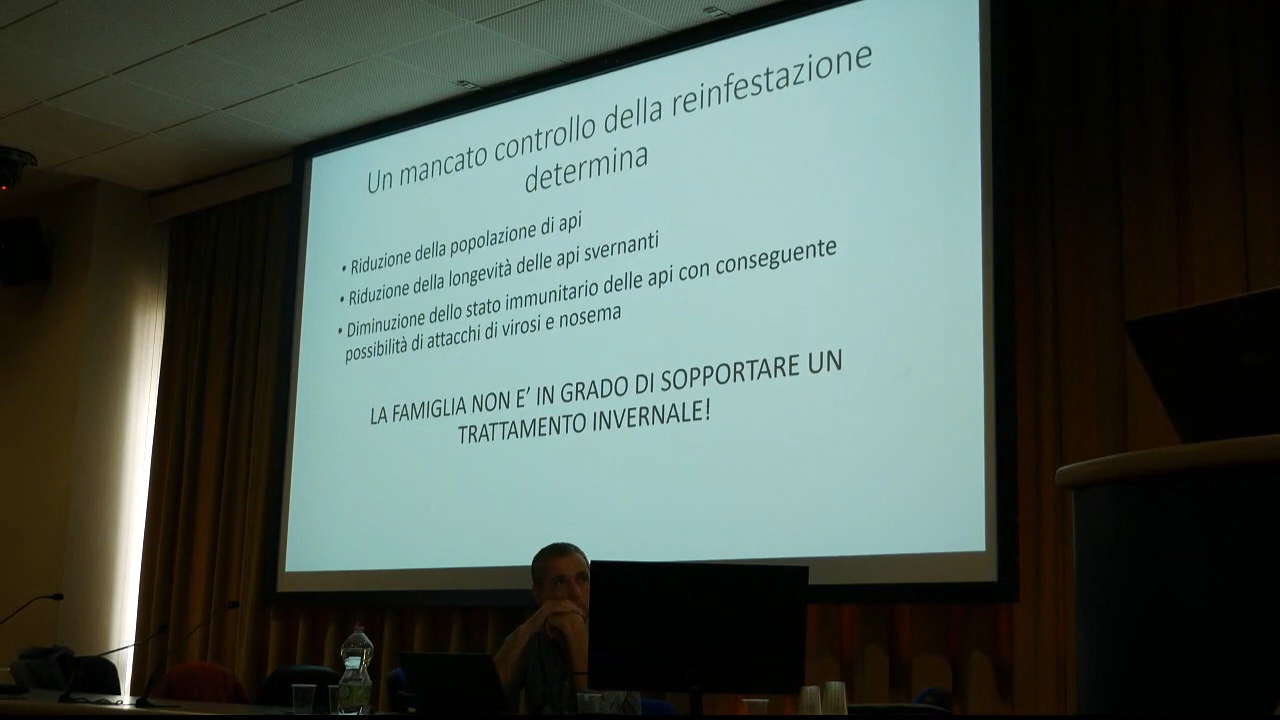 Un mancato controllo della reinfestazione
determina
• Riduzione della popolazione di api
• Riduzione della longevità delle api svernanti
• Diminuzione dello stato immunitario delle api con conseguente
possibilità di attacchi di virosi e nosema
LA FAMIGLIA NON E’ IN GRADO DI SOPPORTARE UN
TRATTAMENTO INVERNALE!